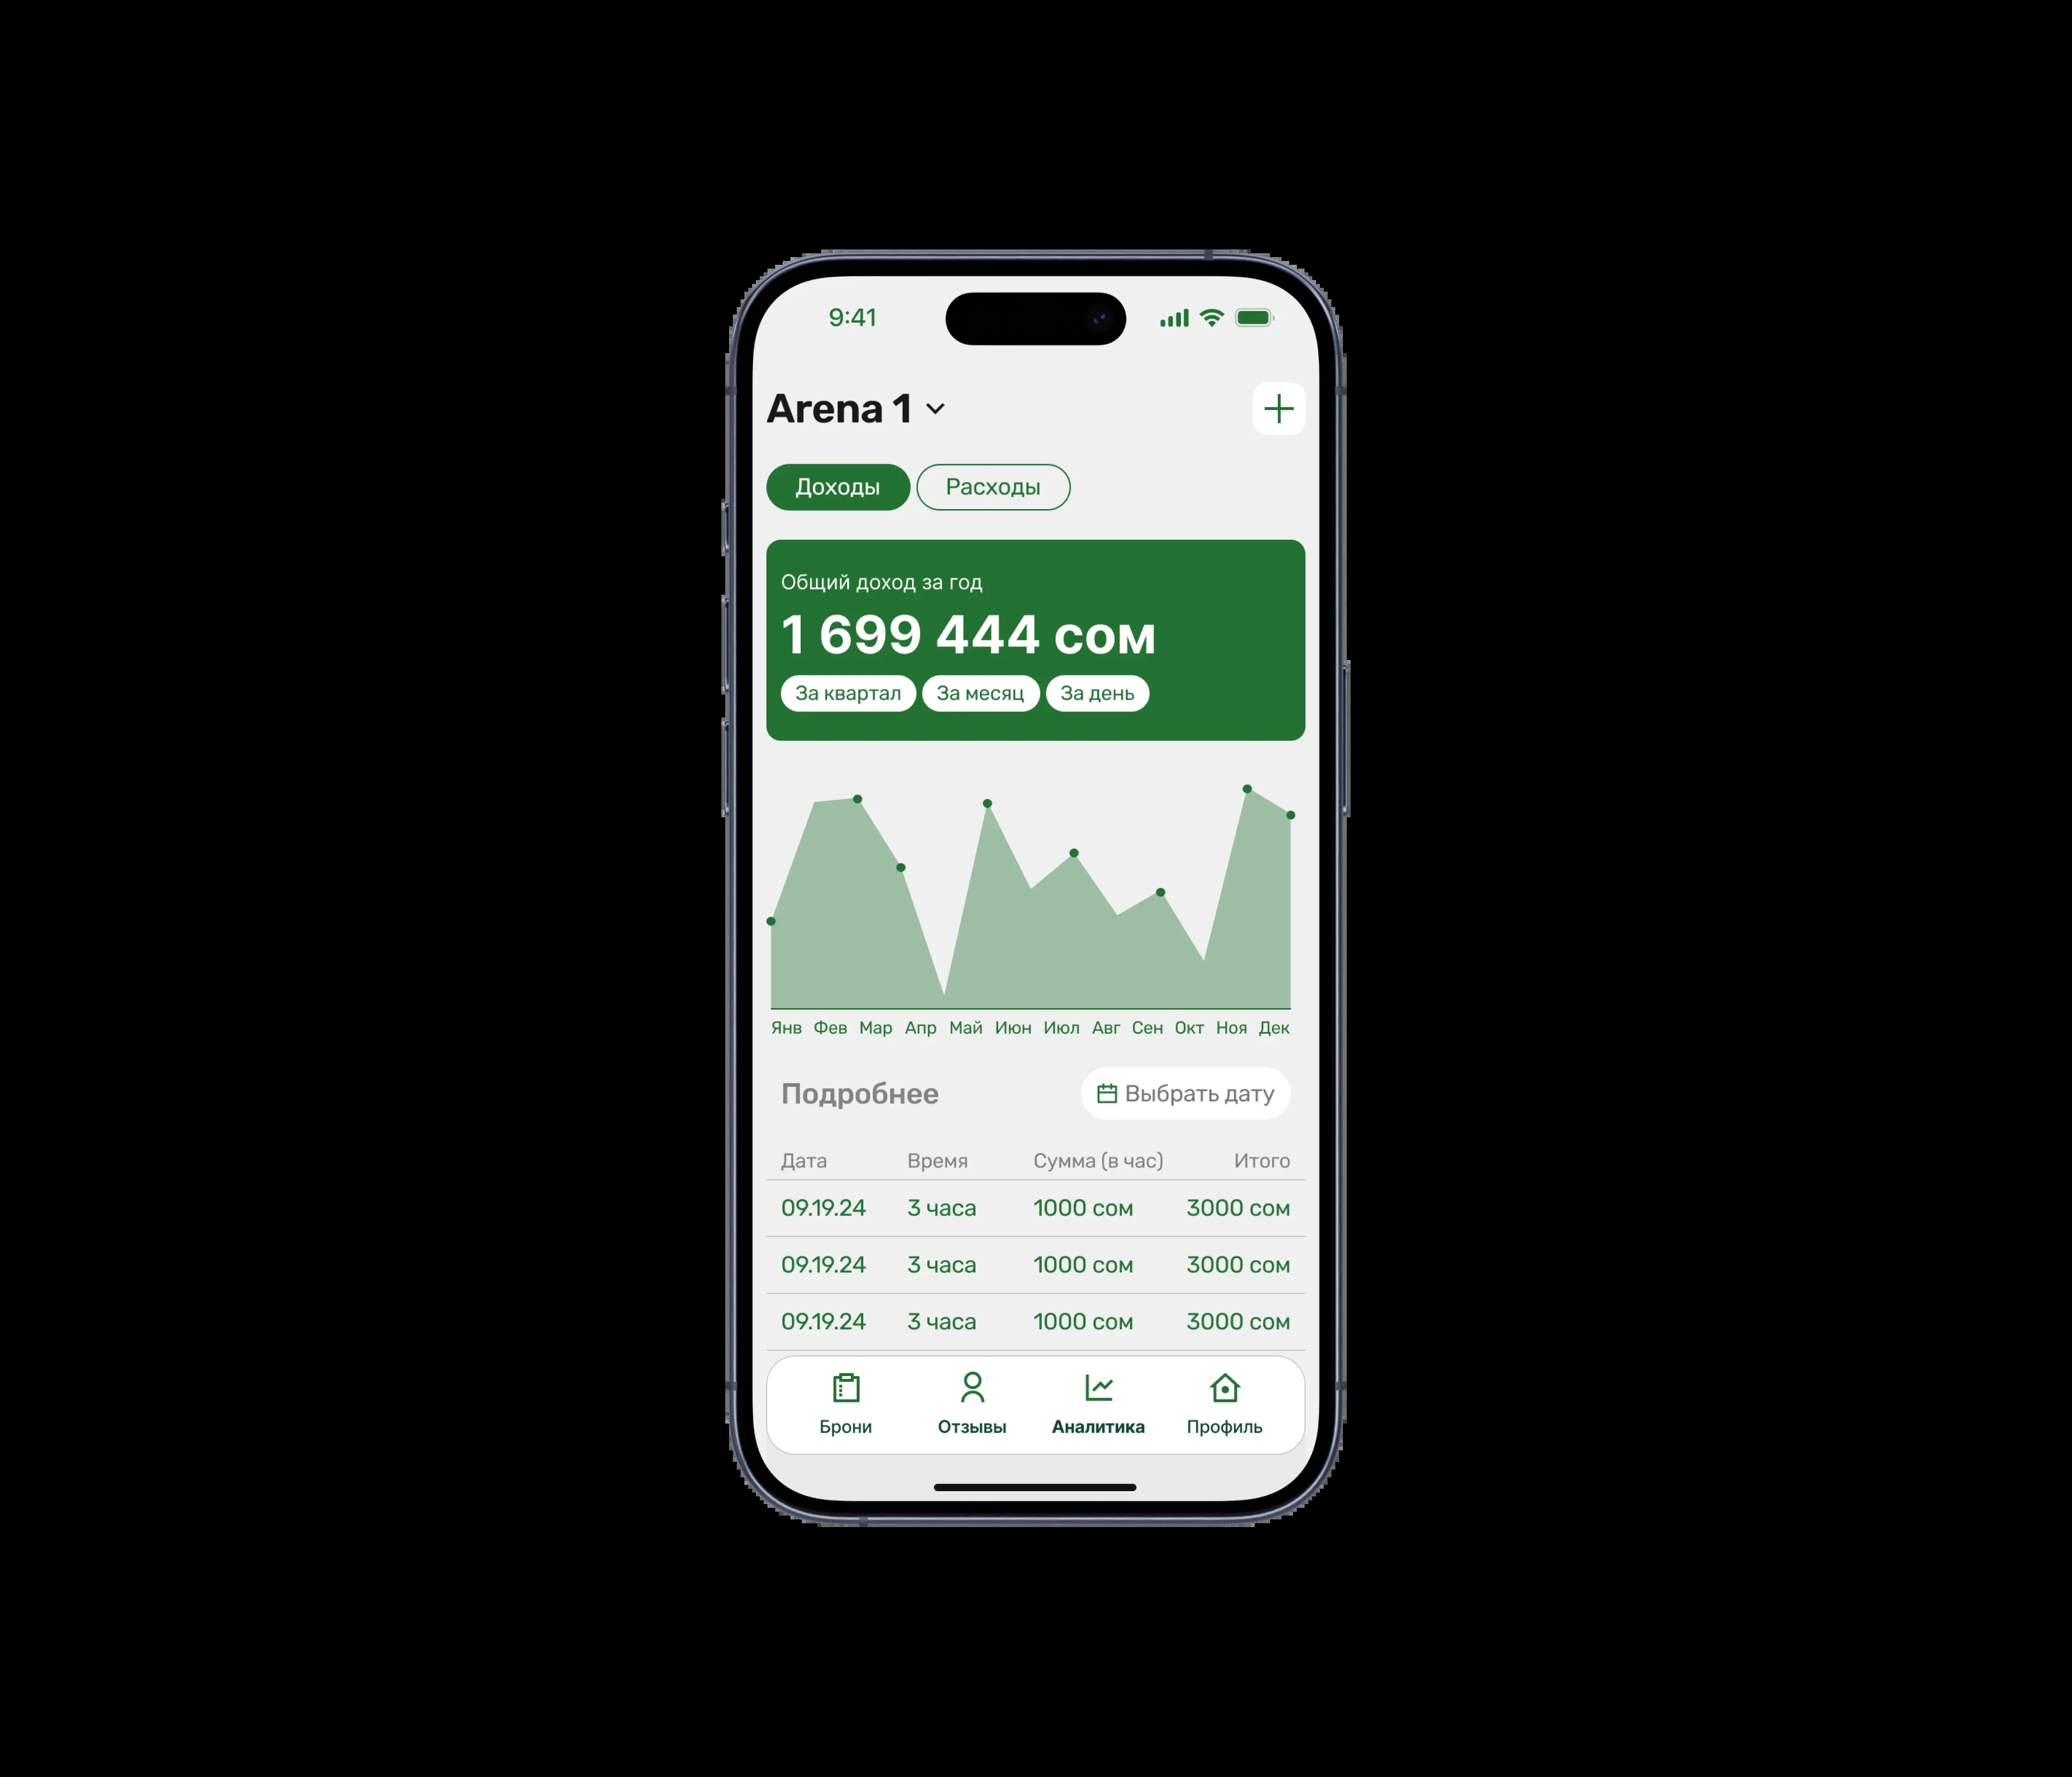 9:41
Arena 1
Доходы Расходы
Общий доход за год
1 699 444 сом
За квартал За месяц За день
Янв Фев Мар Апр Май Июн Июл Авг Сен Окт Ноя Дек
Подробнее Выбрать дату
Дата Время Сумма (в час) Итого
09.19.24 3 часа 1000 сом 3000 сом
09.19.24 3 часа 1000 сом 3000 сом
09.19.24 3 часа 1000 сом 3000 сом
Брони Отзывы Аналитика Профиль